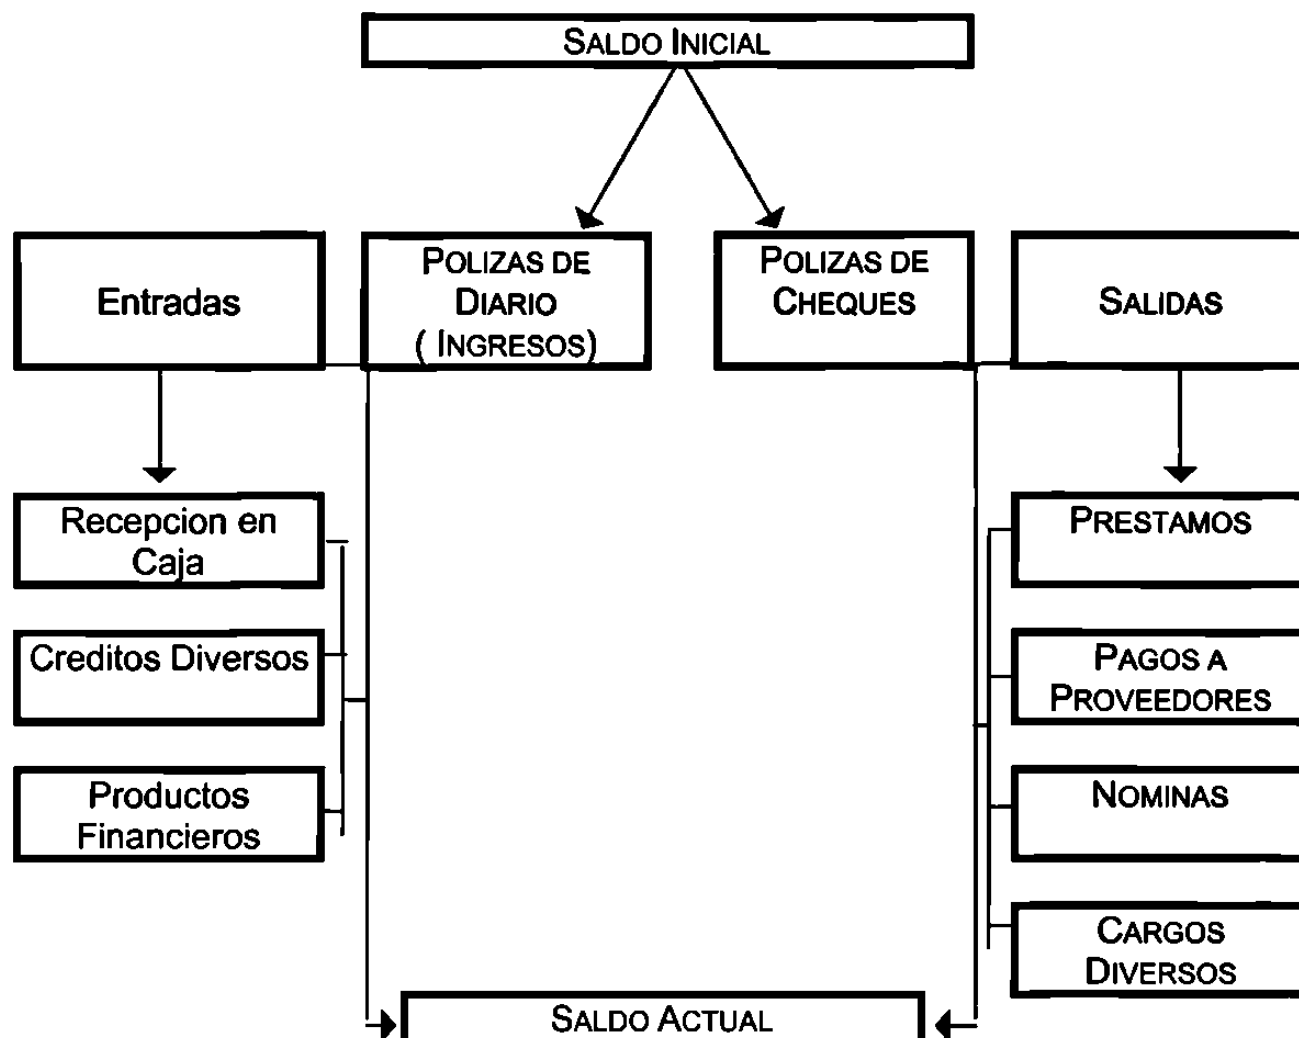 SALDO INICIAL
Entradas
POLIZAS DE
DIARIO
( INGRESOS)
POLIZAS DE
CHEQUES
SALIDAS
Recepcion en
Caja
Creditos Diversos
Productos
Financieros
PRESTAMOS
PAGOS A
PROVEEDORES
NOMINAS
CARGOS
DIVERSOS
SALDO ACTUAL